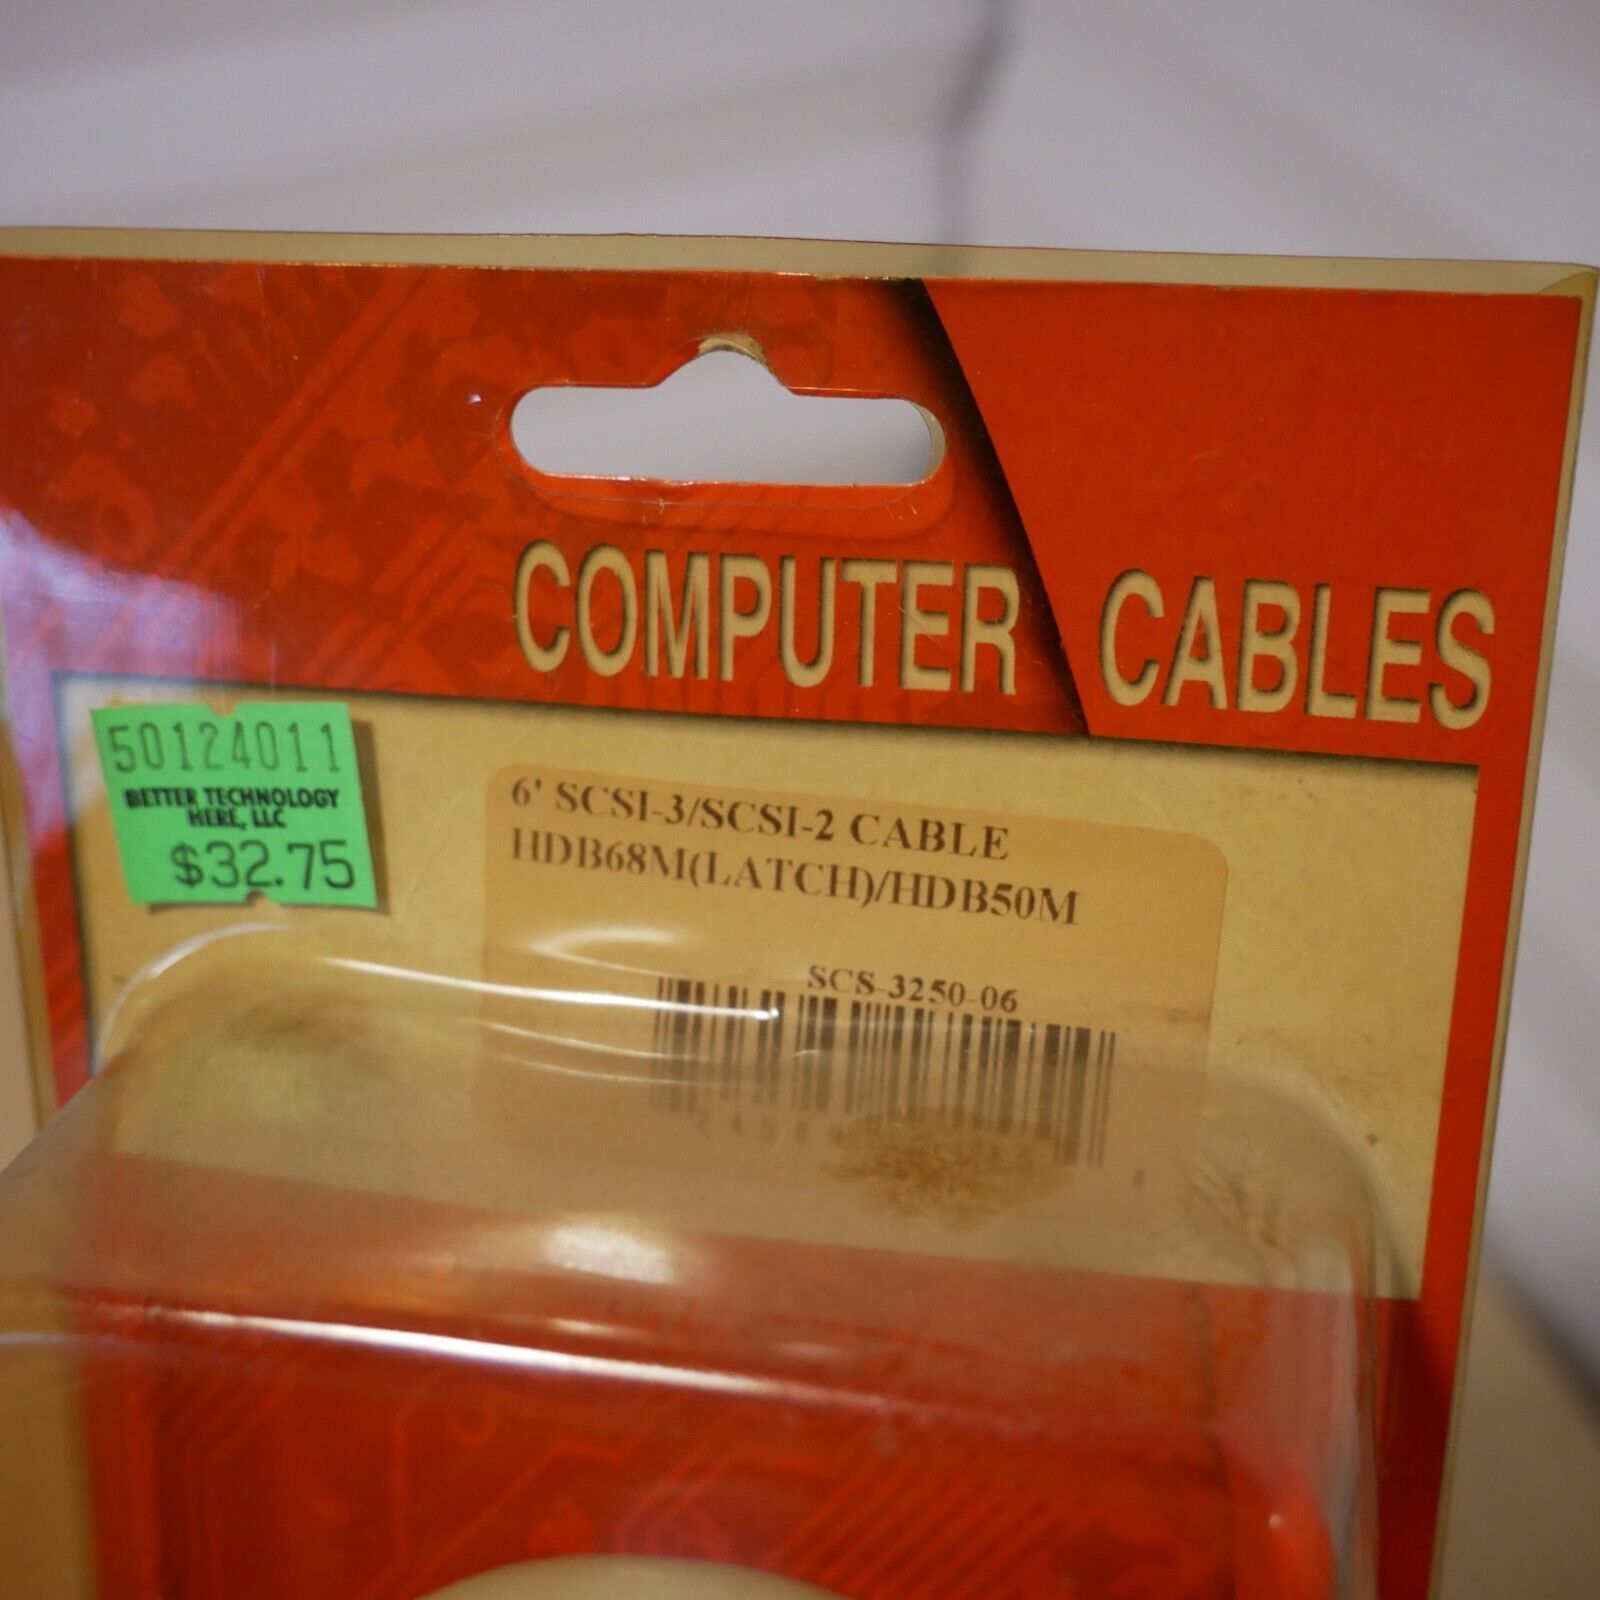 COMPUTER CABLES
50124011
BETTER TECHNOLOGY
HERE, LLC
$32.75
6' SCSI-3/SCSI-2 CABLE
HDB68M(LATCH)/HDB50M
SCS-3250-06